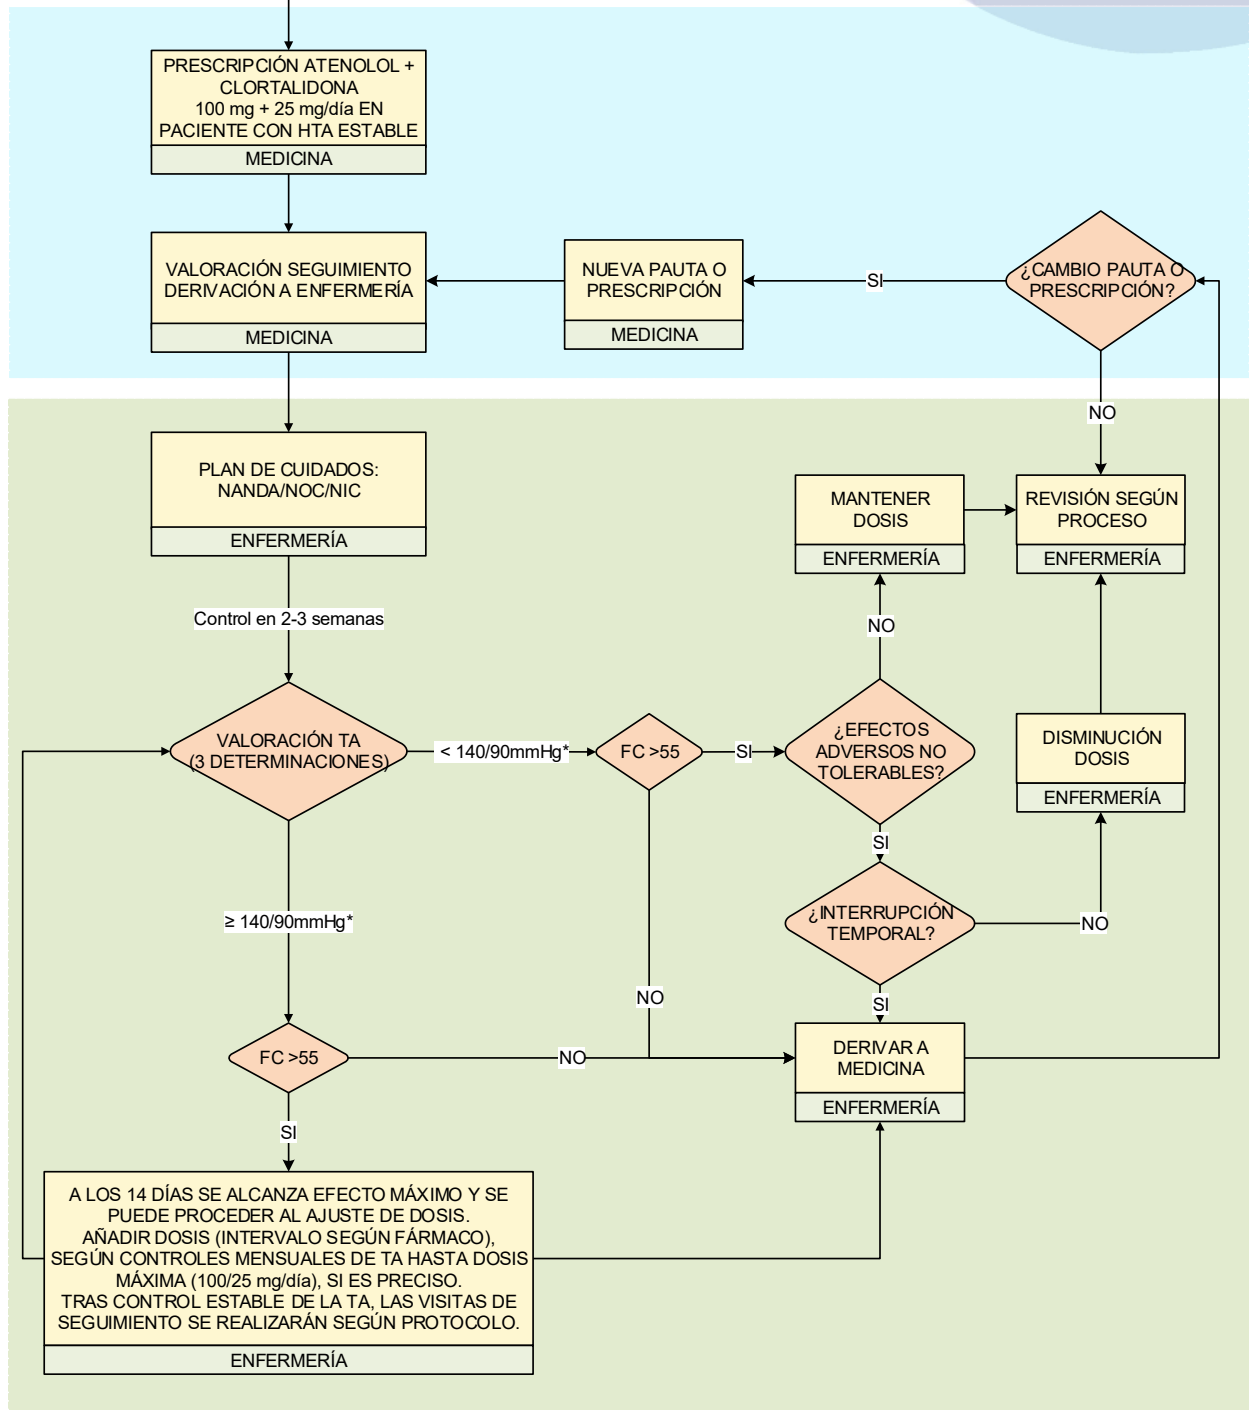 PRESCRIPCIÓN ATENOLOL +
CLORTALIDONA
100 mg + 25 mg/día EN
PACIENTE CON HTA ESTABLE
MEDICINA
VALORACIÓN SEGUIMIENTO
DERIVACIÓN A ENFERMERÍA
MEDICINA
NUEVA PAUTA O
PRESCRIPCIÓN
MEDICINA
SI
¿CAMBIO PAUTA O
PRESCRIPCIÓN?
NO
PLAN DE CUIDADOS:
NANDA/NOC/NIC
ENFERMERÍA
MANTENER
DOSIS
ENFERMERÍA
REVISIÓN SEGÚN
PROCESO
ENFERMERÍA
Control en 2-3 semanas
NO
VALORACIÓN TA
(3 DETERMINACIONES)
< 140/90mmHg*
FC >55
SI
¿EFECTOS
ADVERSOS NO
TOLERABLES?
DISMINUCIÓN
DOSIS
ENFERMERÍA
SI
≥ 140/90mmHg*
¿INTERRUPCIÓN
TEMPORAL?
NO
NO
SI
FC >55
NO
DERIVAR A
MEDICINA
ENFERMERÍA
SI
A LOS 14 DÍAS SE ALCANZA EFECTO MÁXIMO Y SE
PUEDE PROCEDER AL AJUSTE DE DOSIS.
AÑADIR DOSIS (INTERVALO SEGÚN FÁRMACO),
SEGÚN CONTROLES MENSUALES DE TA HASTA DOSIS
MÁXIMA (100/25 mg/día), SI ES PRECISO.
TRAS CONTROL ESTABLE DE LA TA, LAS VISITAS DE
SEGUIMIENTO SE REALIZARÁN SEGÚN PROTOCOLO.
ENFERMERÍA